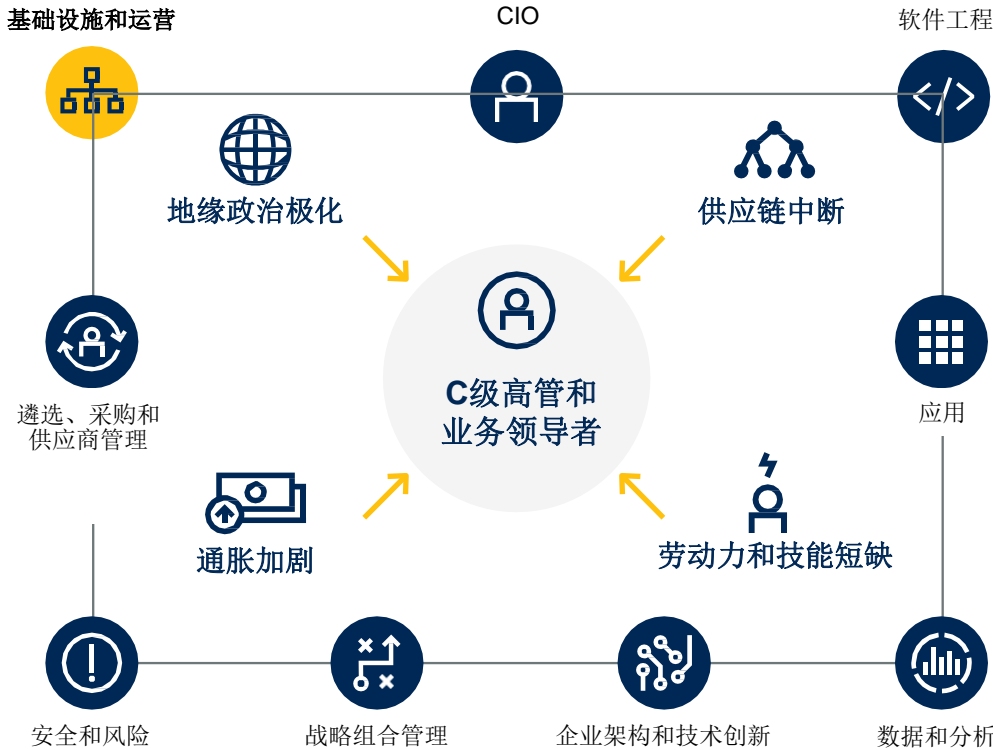 基础设施和运营
CIO
软件工程
地缘政治极化
供应链中断
C级高管和
业务领导者
遴选、采购和
供应商管理
应用
通胀加剧
劳动力和技能短缺
安全和风险
战略组合管理
企业架构和技术创新
数据和分析